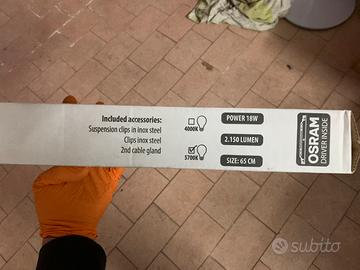 Included accessories:
Suspension clips in inox steel
Clips inox steel
2nd cable gland
4000K
5700K
POWER 18W
2.150 LUMEN
SIZE: 65 CM
OSRAM
DRIVER INSIDE
subito